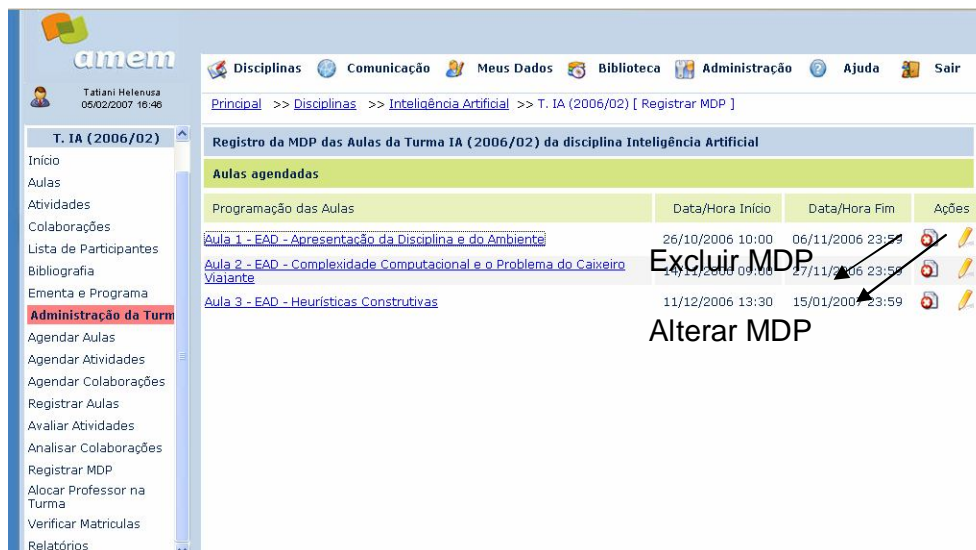 amem
Tatiani Helenusa
05/02/2007 16:46
Disciplinas Comunicação Meus Dados Biblioteca Administração Ajuda Sair
Principal >> Disciplinas >> Inteligência Artificial >> T. IA (2006/02) [ Registrar MDP ]
T. IA (2006/02)
Início
Aulas
Atividades
Colaborações
Lista de Participantes
Bibliografia
Ementa e Programa
Administração da Turm
Agendar Aulas
Agendar Atividades
Agendar Colaborações
Registrar Aulas
Avaliar Atividades
Analisar Colaborações
Registrar MDP
Alocar Professor na
Turma
Verificar Matriculas
Relatórios
Registro da MDP das Aulas da Turma IA (2006/02) da disciplina Inteligência Artificial
Aulas agendadas
Programação das Aulas Data/Hora Início Data/Hora Fim Ações
Aula 1 - EAD - Apresentação da Disciplina e do Ambiente 26/10/2006 10:00 06/11/2006 23:59
Aula 2 - EAD - Complexidade Computacional e o Problema do Caixeiro
Viajante 14/11/2006 09:00 27/11/2006 23:59
Excluir MDP
Aula 3 - EAD - Heurísticas Construtivas 11/12/2006 13:30 15/01/2007 23:59
Alterar MDP